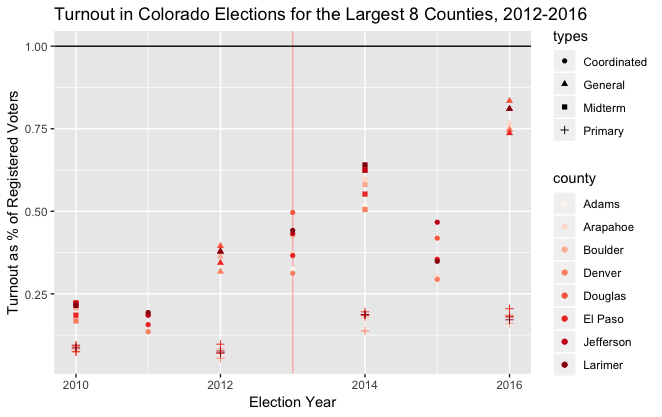 Turnout in Colorado Elections for the Largest 8 Counties, 2012-2016
types
Coordinated
General
Midterm
Primary
county
Adams
Arapahoe
Boulder
Denver
Douglas
El Paso
Jefferson
Larimer
Turnout as % of Registered Voters
1.00
0.75
0.50
0.25
2010
2012
2014
2016
Election Year